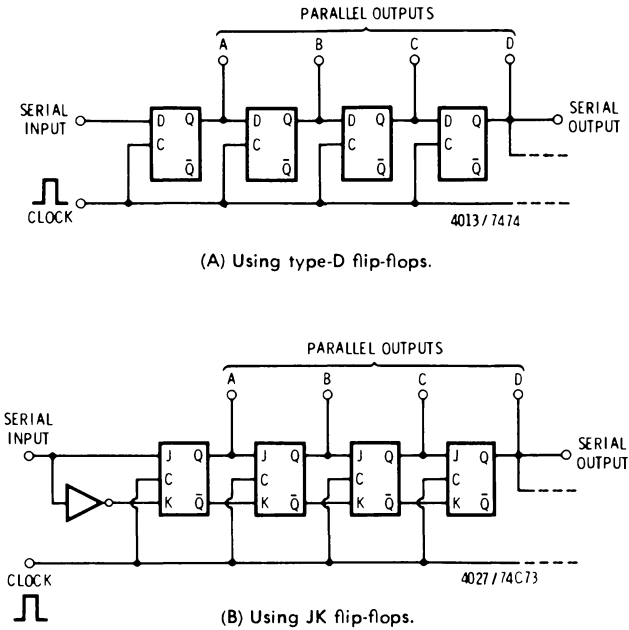 PARALLEL OUTPUTS
A B C D
SERIAL INPUT
D Q C Q̅
D Q C Q̅
D Q C Q̅
D Q C Q̅
SERIAL OUTPUT
CLOCK
4013/7474
(A) Using type-D flip-flops.
PARALLEL OUTPUTS
A B C D
SERIAL INPUT
J Q C K Q̅
J Q C K Q̅
J Q C K Q̅
J Q C K Q̅
SERIAL OUTPUT
CLOCK
4027/74C73
(B) Using JK flip-flops.